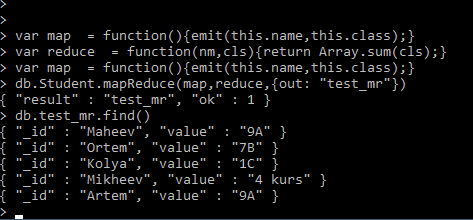 >
>
> var map  = function(){emit(this.name,this.class);}
> var reduce  = function(nm,cls){return Array.sum(cls);}
> var map  = function(){emit(this.name,this.class);}
> db.Student.mapReduce(map,reduce,{out: "test_mr"})
{ "result" : "test_mr", "ok" : 1 }
> db.test_mr.find()
{ "_id" : "Maheev", "value" : "9A" }
{ "_id" : "Ortem", "value" : "7B" }
{ "_id" : "Kolya", "value" : "1C" }
{ "_id" : "Mikheev", "value" : "4 kurs" }
{ "_id" : "Artem", "value" : "9A" }
>